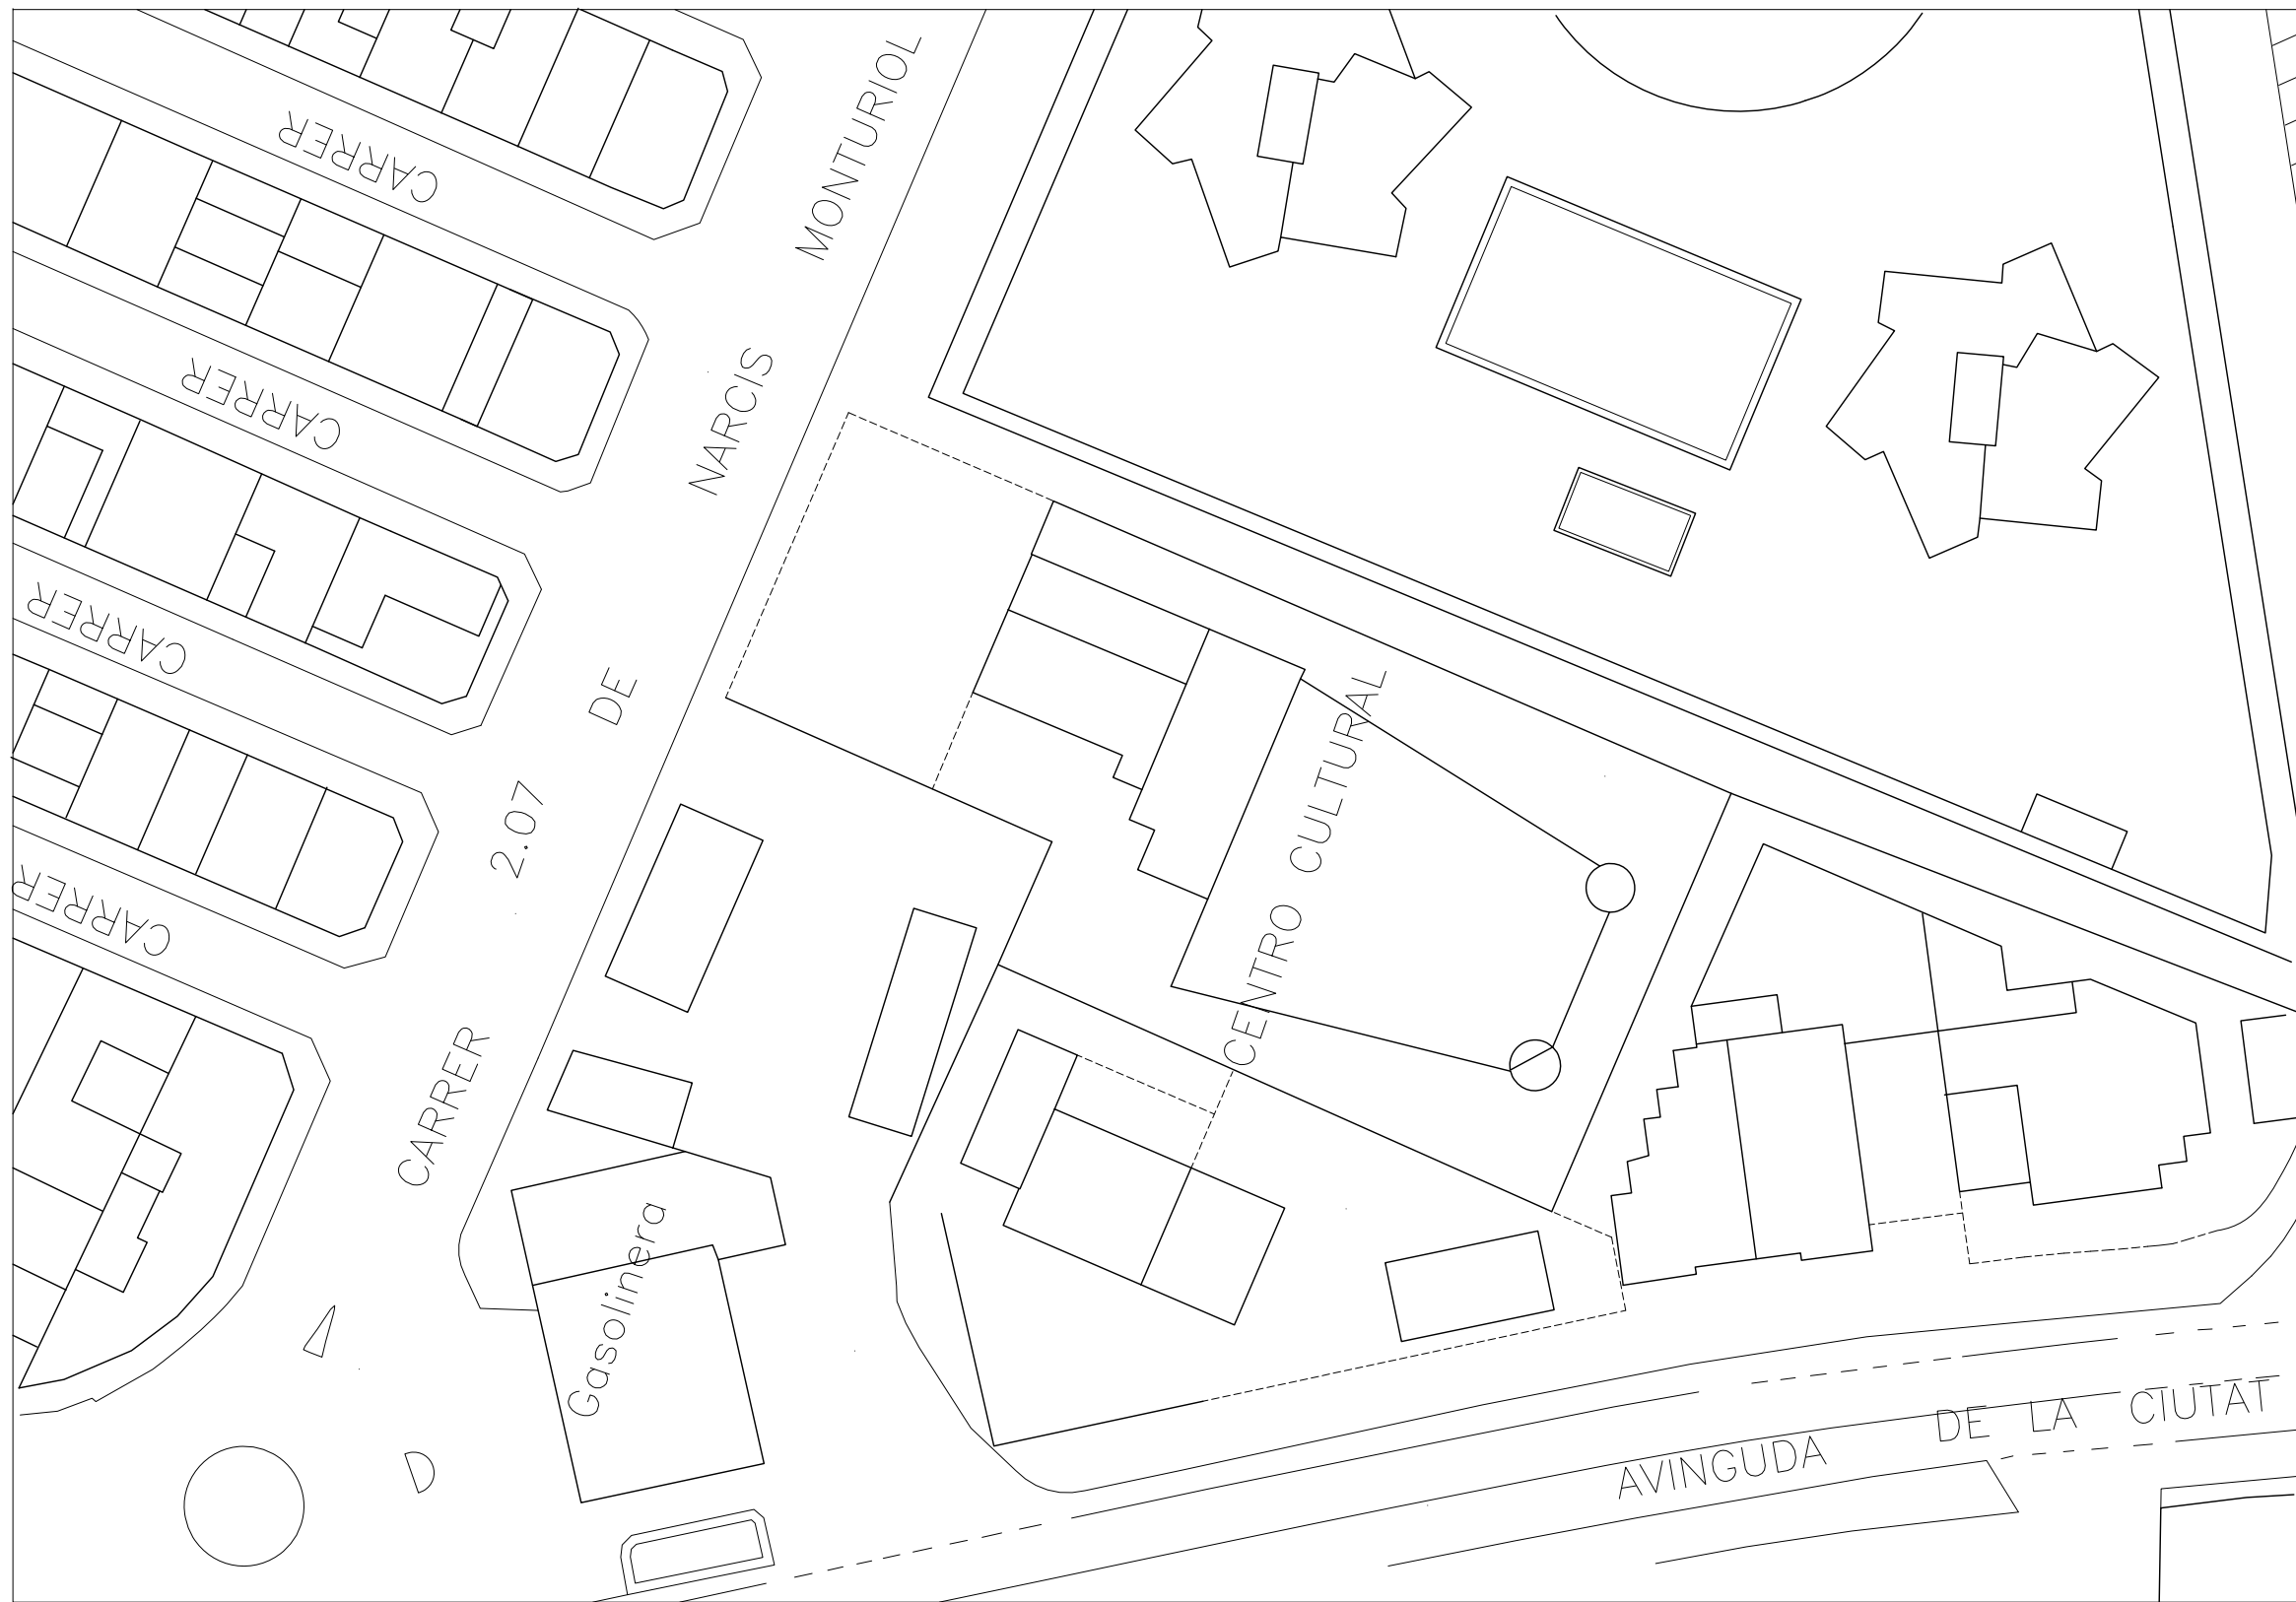 CARRER
CARRER
CARRER
CARRER
CARRER 2.07 DE NARCIS MONTURIOL
CENTRO CULTURAL
Gasolinera
D
AVINGUDA DE LA CIUTAT